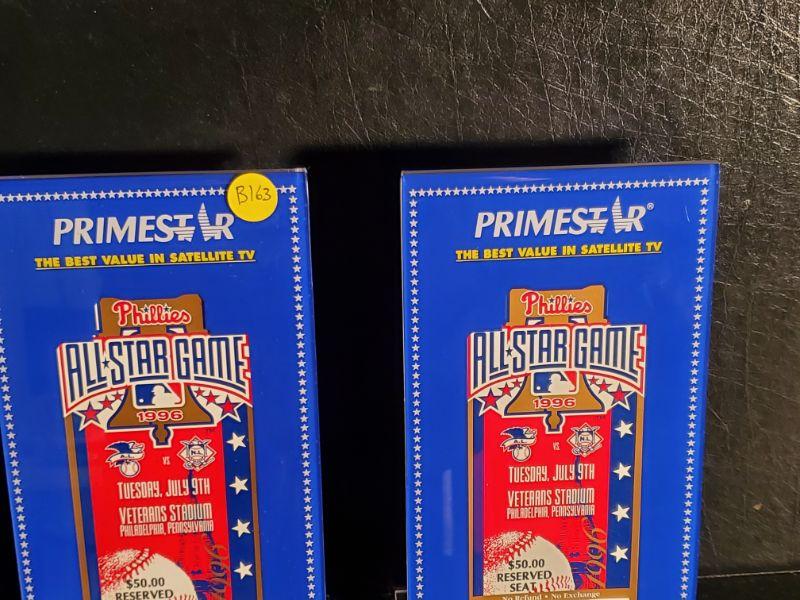 B163
PRIMESTAR
THE BEST VALUE IN SATELLITE TV
Phillies
ALL★STAR GAME
1996
VS.
TUESDAY, JULY 9TH
VETERANS STADIUM
PHILADELPHIA, PENNSYLVANIA
$50.00
RESERVED
PRIMESTAR®
THE BEST VALUE IN SATELLITE TV
Phillies
ALL★STAR GAME
1996
VS.
TUESDAY, JULY 9TH
VETERANS STADIUM
PHILADELPHIA, PENNSYLVANIA
$50.00
RESERVED
SEAT
No Refund • No Exchange